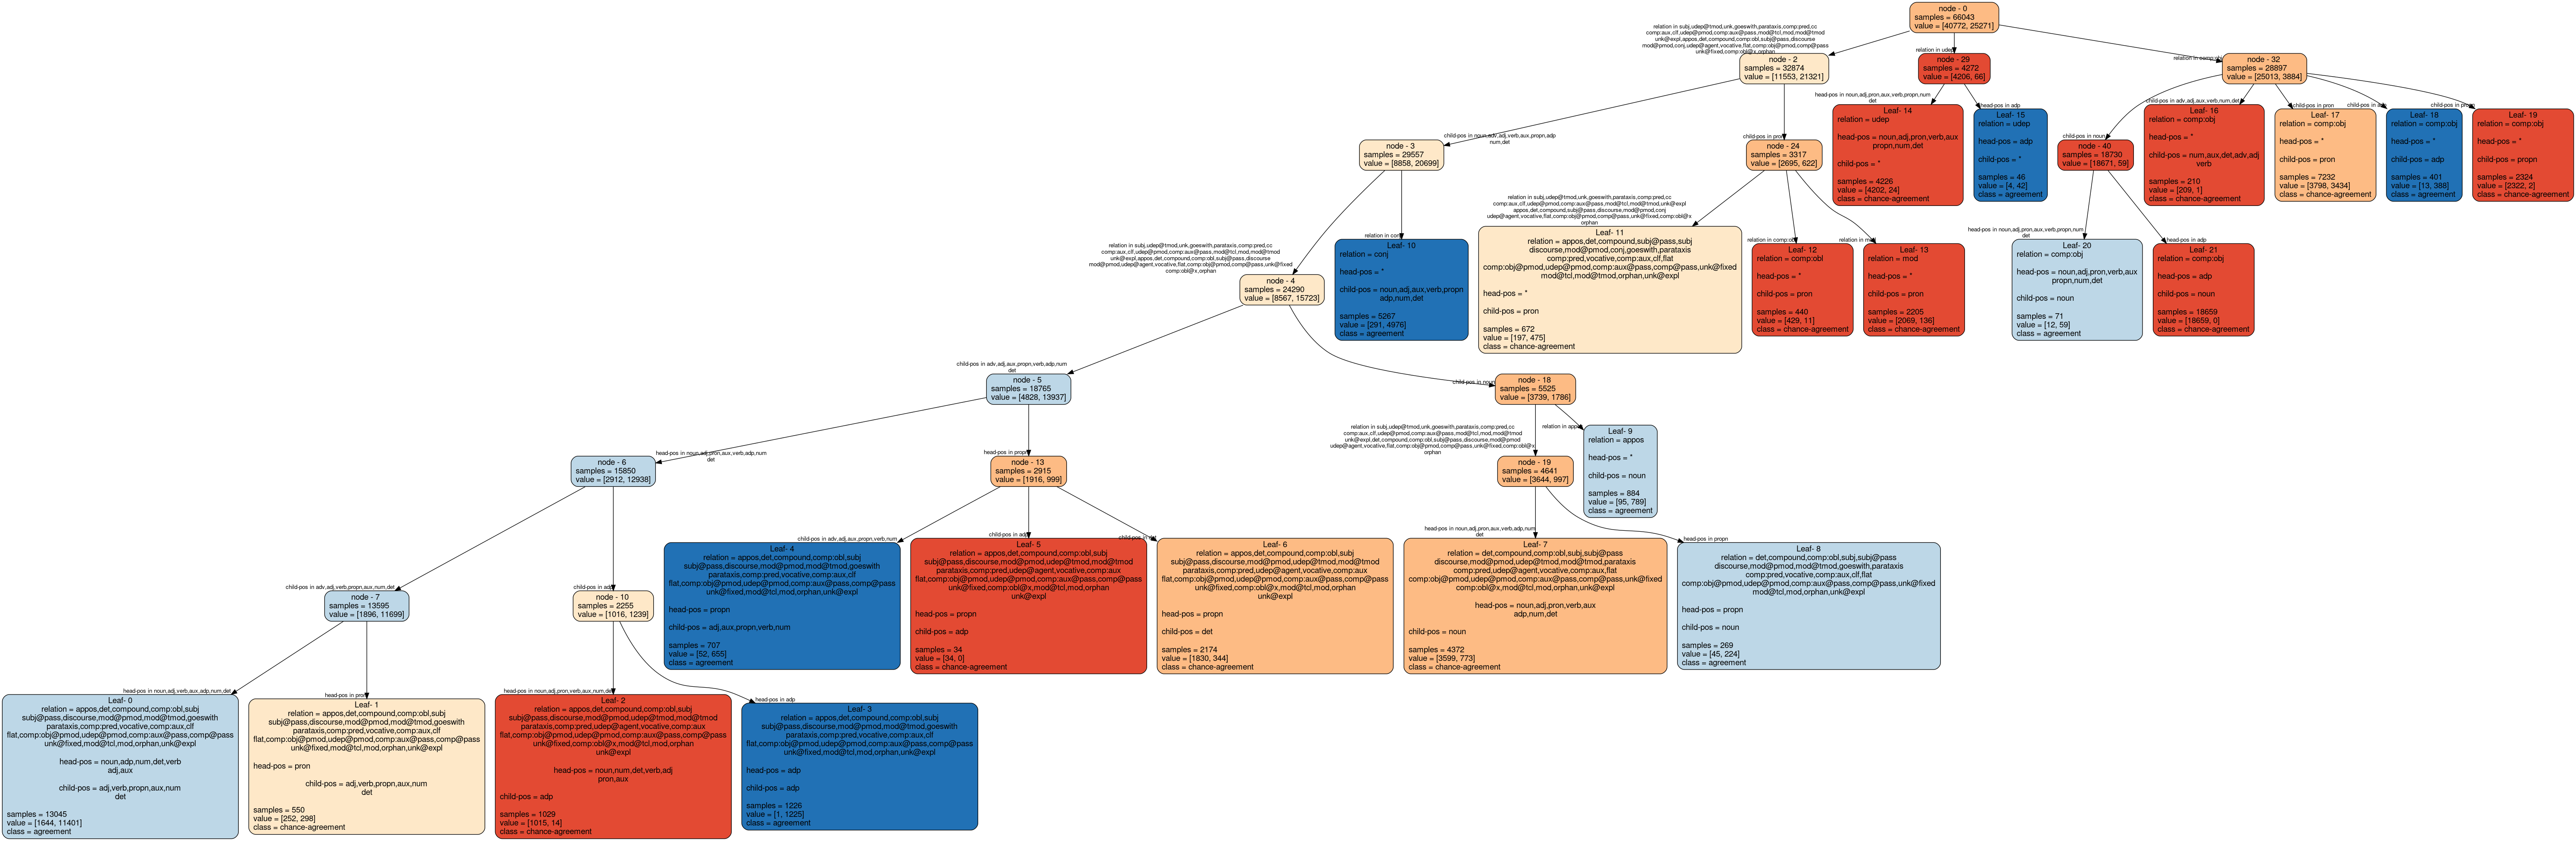 node - 0
samples = 66043
value = [40772, 25271]
relation in subj,udep@tmod,unk,goeswith,parataxis,comp:pred,cc
comp:aux,clf,udep@pmod,comp:aux@pass,mod@tcl,mod,mod@tmod
unk@expl,appos,det,compound,comp:obl,subj@pass,discourse
mod@pmod,conj,udep@agent,vocative,flat,comp:obj@pmod,comp@pass
unk@fixed,comp:obl@x,orphan
node - 2
samples = 32874
value = [11553, 21321]
relation in udep
node - 29
samples = 4272
value = [4206, 66]
relation in comp:obj
node - 32
samples = 28897
value = [25013, 3884]
head-pos in noun,adj,pron,aux,verb,propn,num
det
Leaf- 14
relation = udep
head-pos = noun,adj,pron,verb,aux
propn,num,det
child-pos = *
samples = 4226
value = [4202, 24]
class = chance-agreement
head-pos in adp
Leaf- 15
relation = udep
head-pos = adp
child-pos = *
samples = 46
value = [4, 42]
class = agreement
child-pos in noun
node - 40
samples = 18730
value = [18671, 59]
child-pos in adv,adj,aux,verb,num,det
Leaf- 16
relation = comp:obj
head-pos = *
child-pos = num,aux,det,adv,adj
verb
samples = 210
value = [209, 1]
class = chance-agreement
child-pos in pron
Leaf- 17
relation = comp:obj
head-pos = *
child-pos = pron
samples = 7232
value = [3798, 3434]
class = chance-agreement
child-pos in adp
Leaf- 18
relation = comp:obj
head-pos = *
child-pos = adp
samples = 401
value = [13, 388]
class = agreement
child-pos in propn
Leaf- 19
relation = comp:obj
head-pos = *
child-pos = propn
samples = 2324
value = [2322, 2]
class = chance-agreement
child-pos in noun,adv,adj,verb,aux,propn,adp
num,det
node - 3
samples = 29557
value = [8858, 20699]
child-pos in pron
node - 24
samples = 3317
value = [2695, 622]
relation in subj,udep@tmod,unk,goeswith,parataxis,comp:pred,cc
comp:aux,clf,udep@pmod,comp:aux@pass,mod@tcl,mod@tmod,unk@expl
appos,det,compound,subj@pass,discourse,mod@pmod,conj
udep@agent,vocative,flat,comp:obj@pmod,comp@pass,unk@fixed,comp:obl@x
orphan
Leaf- 11
relation = appos,det,compound,subj@pass,subj
discourse,mod@pmod,conj,goeswith,parataxis
comp:pred,vocative,comp:aux,clf,flat
comp:obj@pmod,udep@pmod,comp:aux@pass,comp@pass,unk@fixed
mod@tcl,mod@tmod,orphan,unk@expl
head-pos = *
child-pos = pron
samples = 672
value = [197, 475]
class = chance-agreement
relation in comp:obl
Leaf- 12
relation = comp:obl
head-pos = *
child-pos = pron
samples = 440
value = [429, 11]
class = chance-agreement
relation in mod
Leaf- 13
relation = mod
head-pos = *
child-pos = pron
samples = 2205
value = [2069, 136]
class = chance-agreement
head-pos in noun,adj,pron,aux,verb,propn,num
det
Leaf- 20
relation = comp:obj
head-pos = noun,adj,pron,verb,aux
propn,num,det
child-pos = noun
samples = 71
value = [12, 59]
class = agreement
head-pos in adp
Leaf- 21
relation = comp:obj
head-pos = adp
child-pos = noun
samples = 18659
value = [18659, 0]
class = chance-agreement
relation in subj,udep@tmod,unk,goeswith,parataxis,comp:pred,cc
comp:aux,clf,udep@pmod,comp:aux@pass,mod@tcl,mod,mod@tmod
unk@expl,appos,det,compound,comp:obl,subj@pass,discourse
mod@pmod,udep@agent,vocative,flat,comp:obj@pmod,comp@pass,unk@fixed
comp:obl@x,orphan
node - 4
samples = 24290
value = [8567, 15723]
relation in conj
Leaf- 10
relation = conj
head-pos = *
child-pos = noun,adj,aux,verb,propn
adp,num,det
samples = 5267
value = [291, 4976]
class = agreement
child-pos in adv,adj,aux,propn,verb,adp,num
det
node - 5
samples = 18765
value = [4828, 13937]
child-pos in noun
node - 18
samples = 5525
value = [3739, 1786]
relation in subj,udep@tmod,unk,goeswith,parataxis,comp:pred,cc
comp:aux,clf,udep@pmod,comp:aux@pass,mod@tcl,mod,mod@tmod
unk@expl,det,compound,comp:obl,subj@pass,discourse,mod@pmod
udep@agent,vocative,flat,comp:obj@pmod,comp@pass,unk@fixed,comp:obl@x
orphan
node - 19
samples = 4641
value = [3644, 997]
relation in appos
Leaf- 9
relation = appos
head-pos = *
child-pos = noun
samples = 884
value = [95, 789]
class = agreement
head-pos in noun,adj,pron,aux,verb,adp,num
det
node - 6
samples = 15850
value = [2912, 12938]
head-pos in propn
node - 13
samples = 2915
value = [1916, 999]
child-pos in adv,adj,aux,propn,verb,num
Leaf- 4
relation = appos,det,compound,comp:obl,subj
subj@pass,discourse,mod@pmod,mod@tmod,goeswith
parataxis,comp:pred,vocative,comp:aux,clf
flat,comp:obj@pmod,udep@pmod,comp:aux@pass,comp@pass
unk@fixed,mod@tcl,mod,orphan,unk@expl
head-pos = propn
child-pos = adj,aux,propn,verb,num
samples = 707
value = [52, 655]
class = agreement
child-pos in adp
Leaf- 5
relation = appos,det,compound,comp:obl,subj
subj@pass,discourse,mod@pmod,udep@tmod,mod@tmod
parataxis,comp:pred,udep@agent,vocative,comp:aux
flat,comp:obj@pmod,udep@pmod,comp:aux@pass,comp@pass
unk@fixed,comp:obl@x,mod@tcl,mod,orphan
unk@expl
head-pos = propn
child-pos = adp
samples = 34
value = [34, 0]
class = chance-agreement
child-pos in det
Leaf- 6
relation = appos,det,compound,comp:obl,subj
subj@pass,discourse,mod@pmod,udep@tmod,mod@tmod
parataxis,comp:pred,udep@agent,vocative,comp:aux
flat,comp:obj@pmod,udep@pmod,comp:aux@pass,comp@pass
unk@fixed,comp:obl@x,mod@tcl,mod,orphan
unk@expl
head-pos = propn
child-pos = det
samples = 2174
value = [1830, 344]
class = chance-agreement
head-pos in noun,adj,pron,aux,verb,adp,num
det
Leaf- 7
relation = det,compound,comp:obl,subj,subj@pass
discourse,mod@pmod,udep@tmod,mod@tmod,parataxis
comp:pred,udep@agent,vocative,comp:aux,flat
comp:obj@pmod,udep@pmod,comp:aux@pass,comp@pass,unk@fixed
comp:obl@x,mod@tcl,mod,orphan,unk@expl
head-pos = noun,adj,pron,verb,aux
adp,num,det
child-pos = noun
samples = 4372
value = [3599, 773]
class = chance-agreement
head-pos in propn
Leaf- 8
relation = det,compound,comp:obl,subj,subj@pass
discourse,mod@pmod,mod@tmod,goeswith,parataxis
comp:pred,vocative,comp:aux,clf,flat
comp:obj@pmod,udep@pmod,comp:aux@pass,comp@pass,unk@fixed
mod@tcl,mod,orphan,unk@expl
head-pos = propn
child-pos = noun
samples = 269
value = [45, 224]
class = agreement
child-pos in adv,adj,verb,propn,aux,num,det
node - 7
samples = 13595
value = [1896, 11699]
child-pos in adp
node - 10
samples = 2255
value = [1016, 1239]
head-pos in noun,adj,verb,aux,adp,num,det
Leaf- 0
relation = appos,det,compound,comp:obl,subj
subj@pass,discourse,mod@pmod,mod@tmod,goeswith
parataxis,comp:pred,vocative,comp:aux,clf
flat,comp:obj@pmod,udep@pmod,comp:aux@pass,comp@pass
unk@fixed,mod@tcl,mod,orphan,unk@expl
head-pos = noun,adp,num,det,verb
adj,aux
child-pos = adj,verb,propn,aux,num
det
samples = 13045
value = [1644, 11401]
class = agreement
head-pos in pron
Leaf- 1
relation = appos,det,compound,comp:obl,subj
subj@pass,discourse,mod@pmod,mod@tmod,goeswith
parataxis,comp:pred,vocative,comp:aux,clf
flat,comp:obj@pmod,udep@pmod,comp:aux@pass,comp@pass
unk@fixed,mod@tcl,mod,orphan,unk@expl
head-pos = pron
child-pos = adj,verb,propn,aux,num
det
samples = 550
value = [252, 298]
class = chance-agreement
head-pos in noun,adj,pron,verb,aux,num,det
Leaf- 2
relation = appos,det,compound,comp:obl,subj
subj@pass,discourse,mod@pmod,udep@tmod,mod@tmod
parataxis,comp:pred,udep@agent,vocative,comp:aux
flat,comp:obj@pmod,udep@pmod,comp:aux@pass,comp@pass
unk@fixed,comp:obl@x,mod@tcl,mod,orphan
unk@expl
head-pos = noun,num,det,verb,adj
pron,aux
child-pos = adp
samples = 1029
value = [1015, 14]
class = chance-agreement
head-pos in adp
Leaf- 3
relation = appos,det,compound,comp:obl,subj
subj@pass,discourse,mod@pmod,mod@tmod,goeswith
parataxis,comp:pred,vocative,comp:aux,clf
flat,comp:obj@pmod,udep@pmod,comp:aux@pass,comp@pass
unk@fixed,mod@tcl,mod,orphan,unk@expl
head-pos = adp
child-pos = adp
samples = 1226
value = [1, 1225]
class = agreement